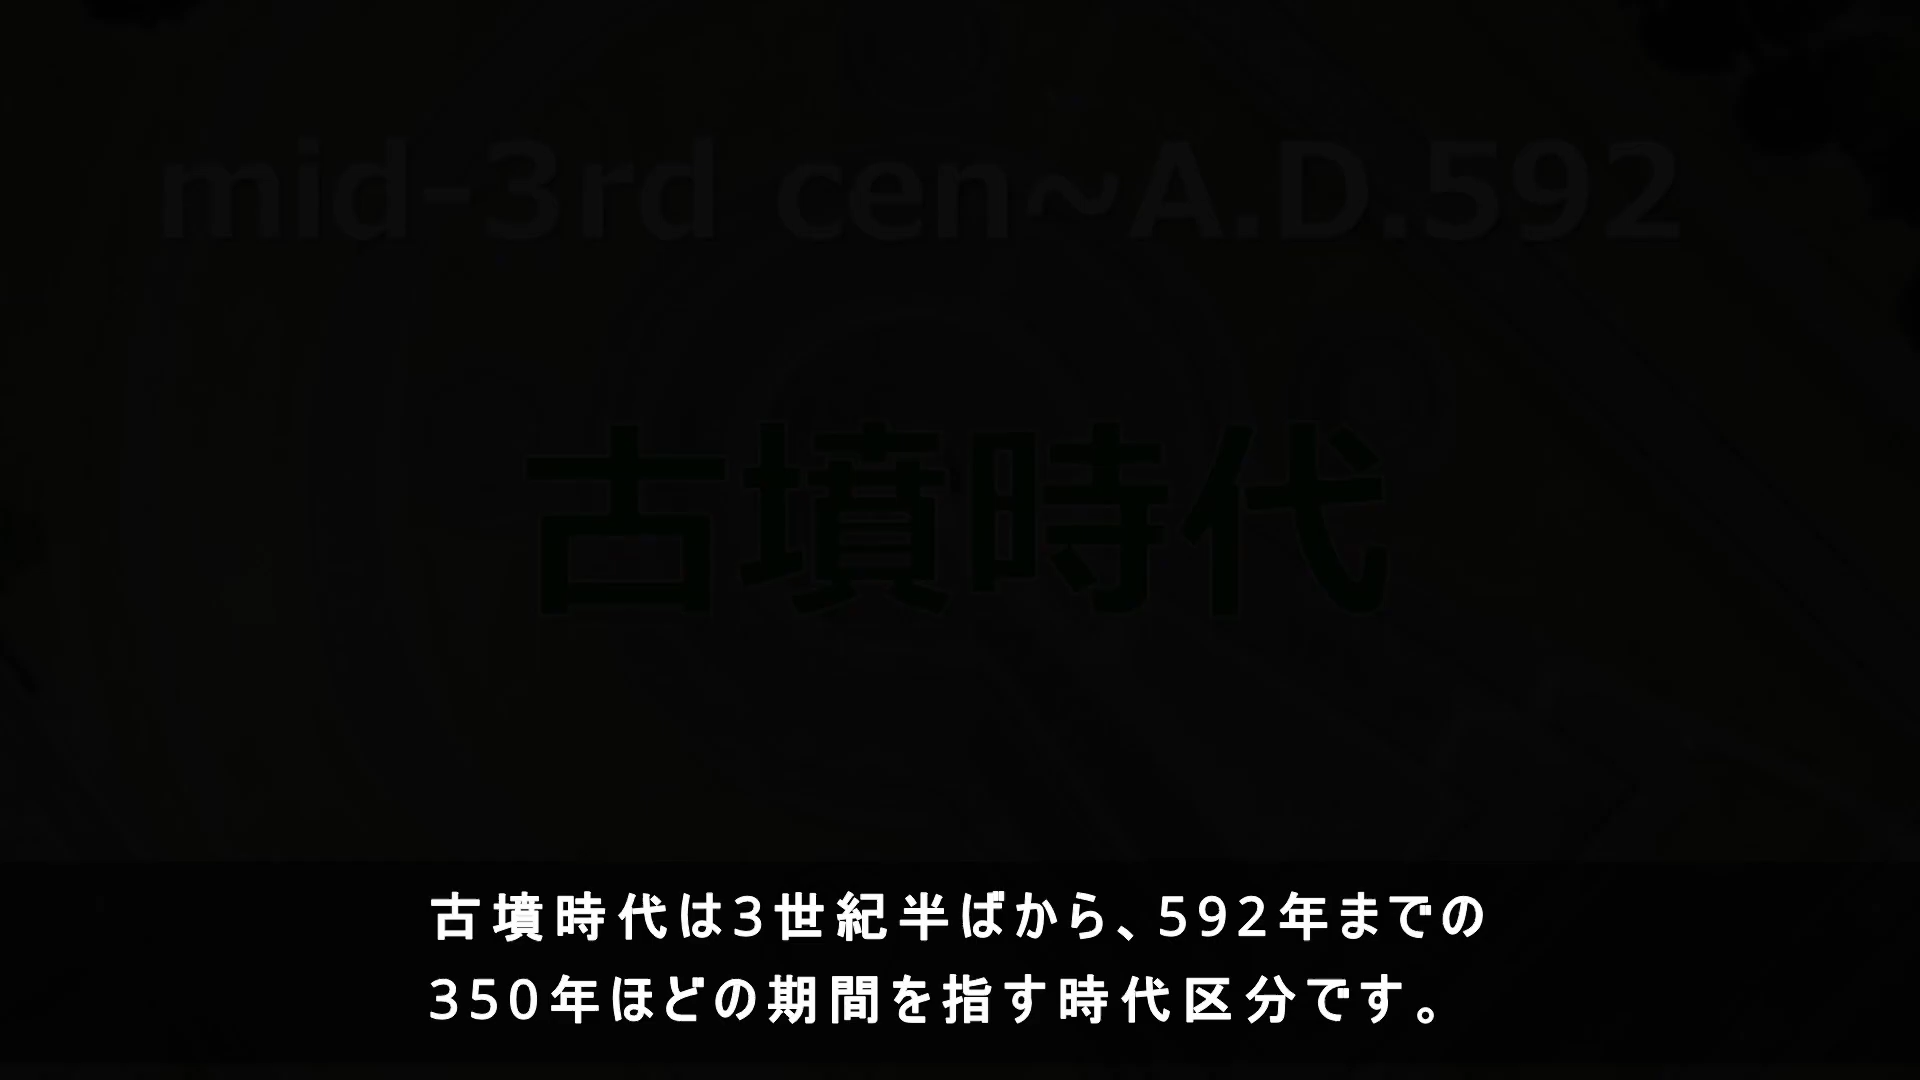 mid-3rd cen~A.D.592
古墳時代
古墳時代は3世紀半ばから、592年までの
350年ほどの期間を指す時代区分です。